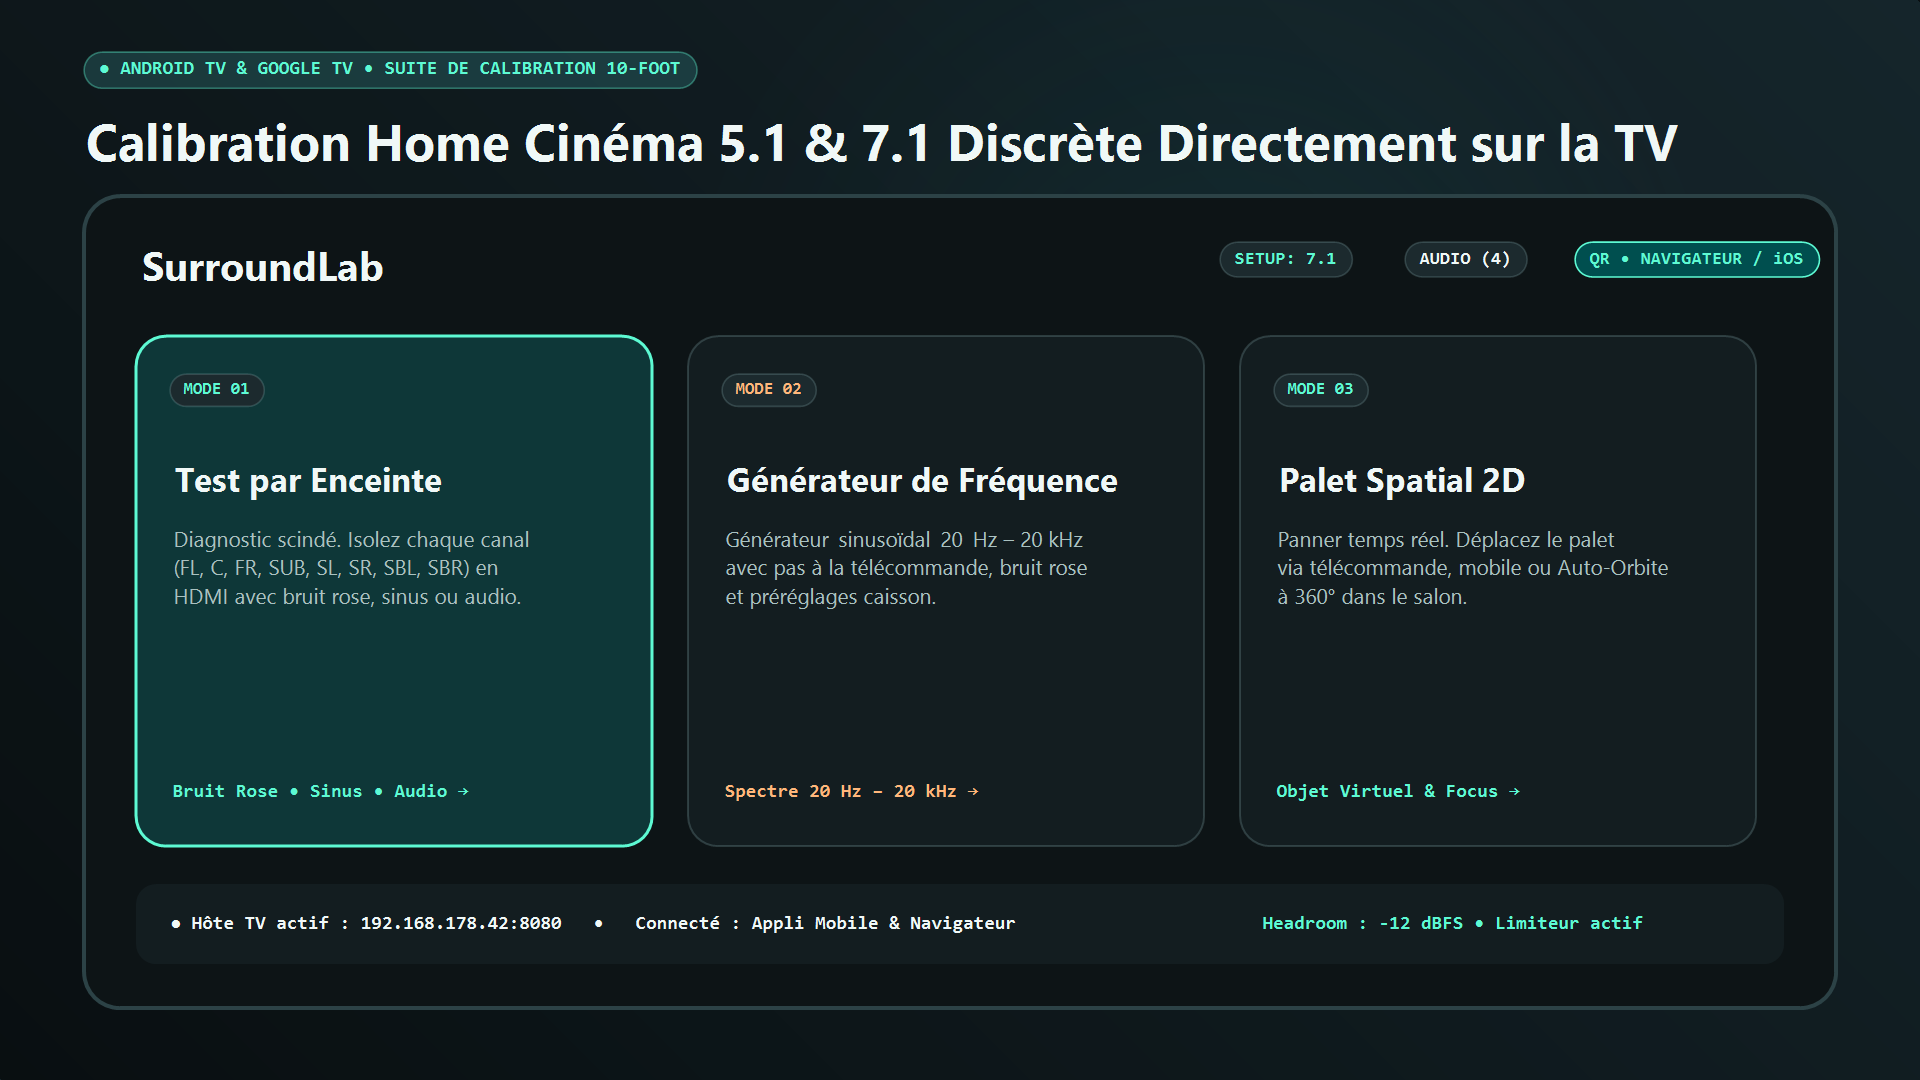 • ANDROID TV & GOOGLE TV • SUITE DE CALIBRATION 10-FOOT
Calibration Home Cinéma 5.1 & 7.1 Discrète Directement sur la TV
SurroundLab
SETUP: 7.1
AUDIO (4)
QR • NAVIGATEUR / iOS
MODE 01
Test par Enceinte
Diagnostic scindé. Isolez chaque canal
(FL, C, FR, SUB, SL, SR, SBL, SBR) en
HDMI avec bruit rose, sinus ou audio.
Bruit Rose • Sinus • Audio →
MODE 02
Générateur de Fréquence
Générateur sinusoïdal 20 Hz – 20 kHz
avec pas à la télécommande, bruit rose
et préréglages caisson.
Spectre 20 Hz – 20 kHz →
MODE 03
Palet Spatial 2D
Panner temps réel. Déplacez le palet
via télécommande, mobile ou Auto-Orbite
à 360° dans le salon.
Objet Virtuel & Focus →
• Hôte TV actif : 192.168.178.42:8080 • Connecté : Appli Mobile & Navigateur
Headroom : -12 dBFS • Limiteur actif